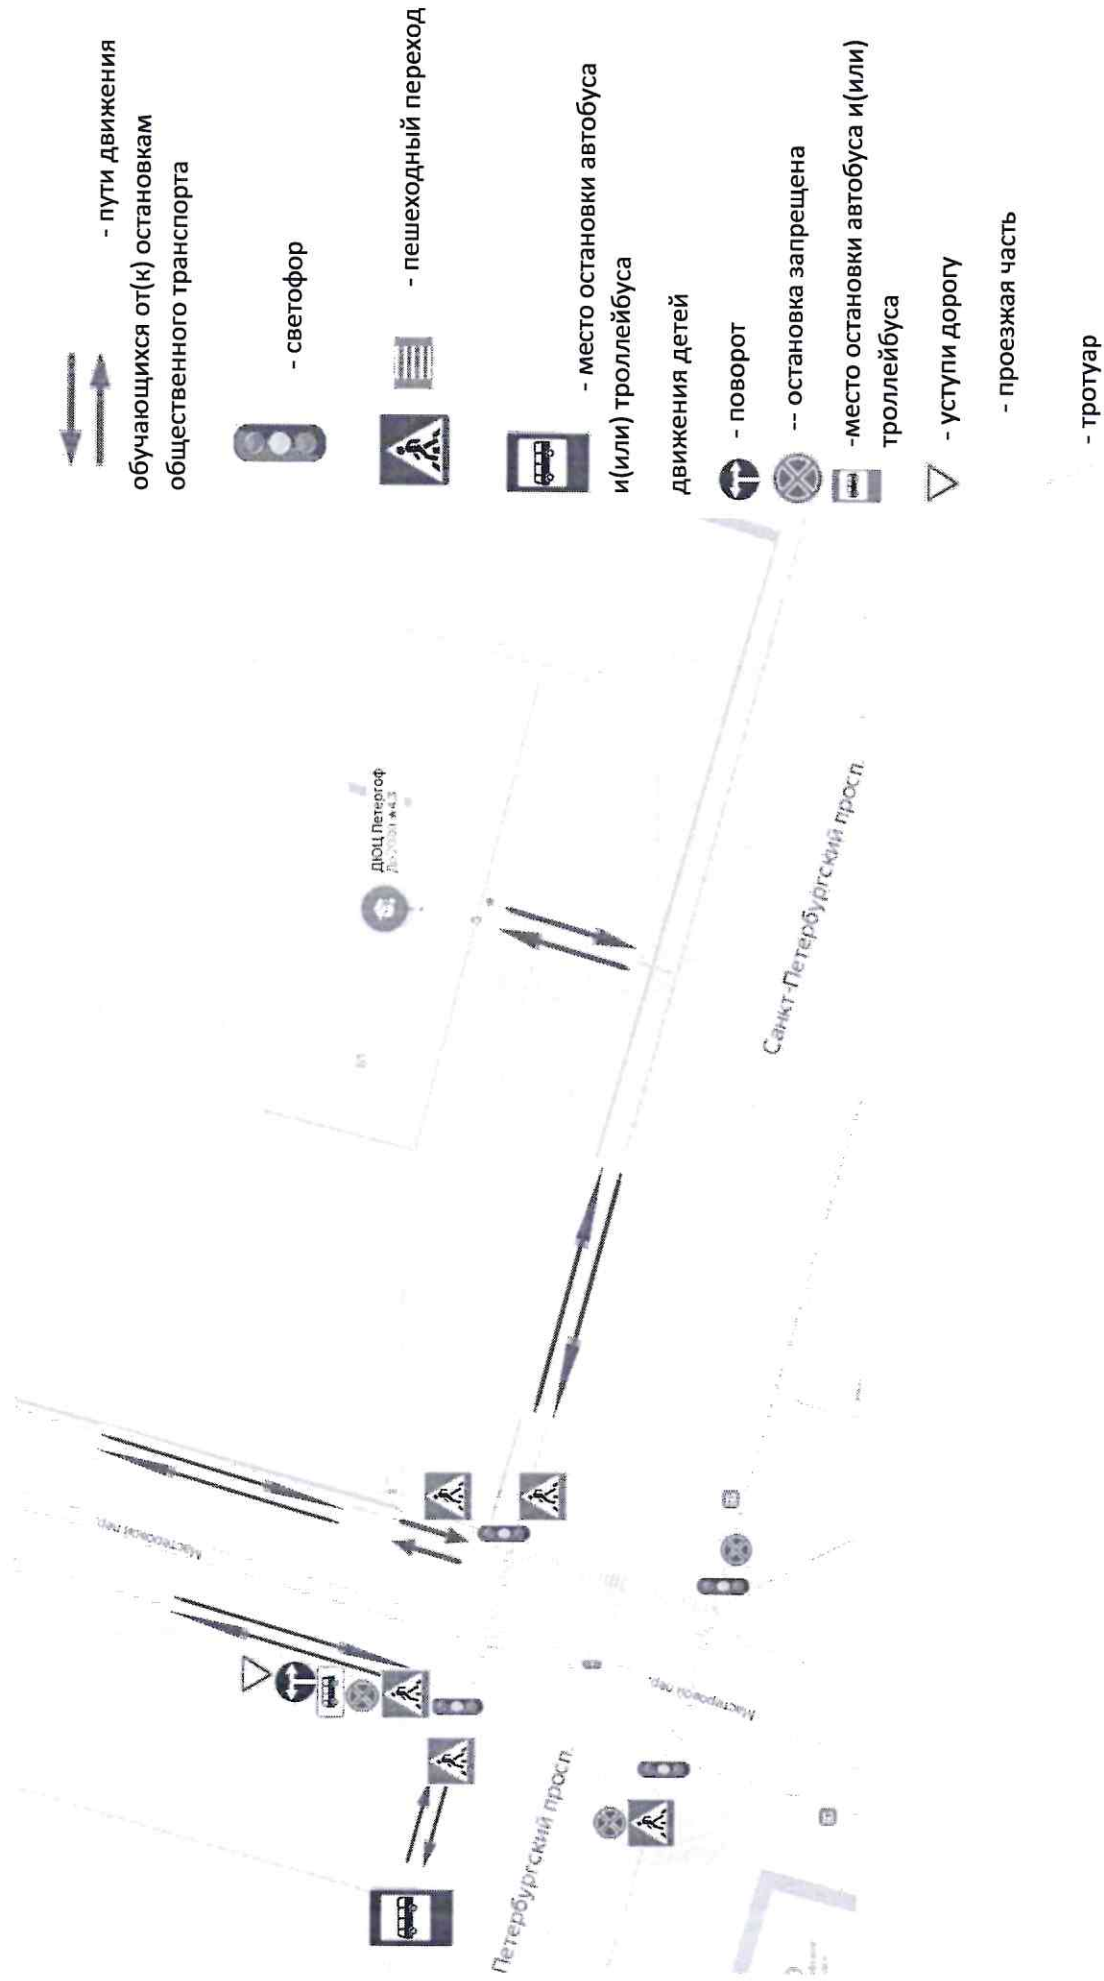 - пути движения
обучающихся от(к) остановкам
общественного транспорта
- светофор
- пешеходный переход
- место остановки автобуса
и(или) троллейбуса
движения детей
- поворот
-- остановка запрещена
-место остановки автобуса и(или)
троллейбуса
- уступи дорогу
- проезжая часть
- тротуар
ДЮЦ Петергоф
Санкт-Петербургский просп.
Мастеровой пер.
Мастеровой пер.
Петербургский просп.